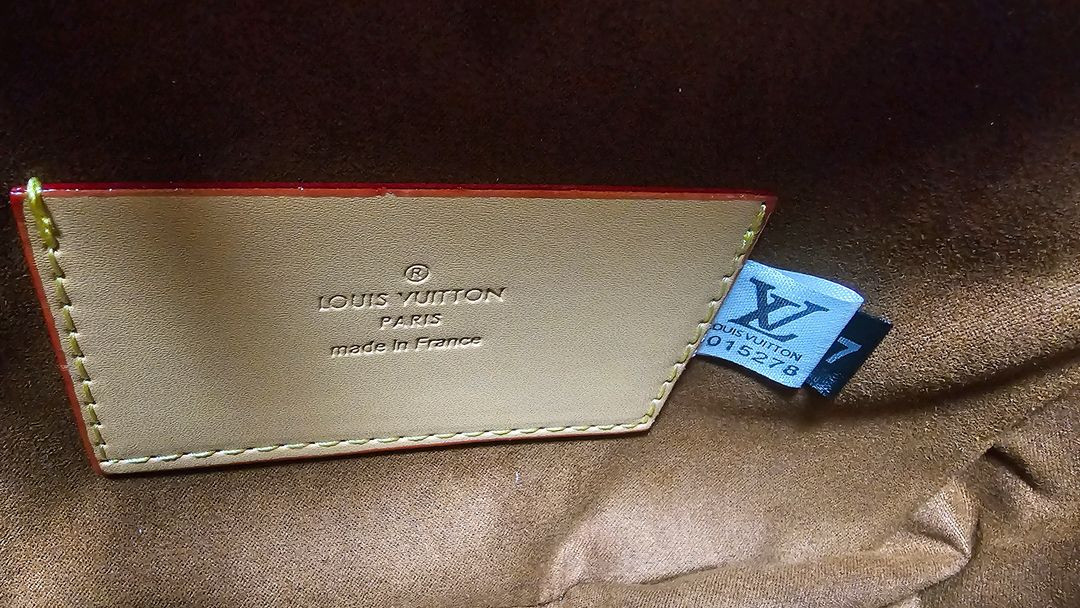 ®
LOUIS VUITTON
PARIS
made in France
LV
LOUIS VUITTON
015278
7